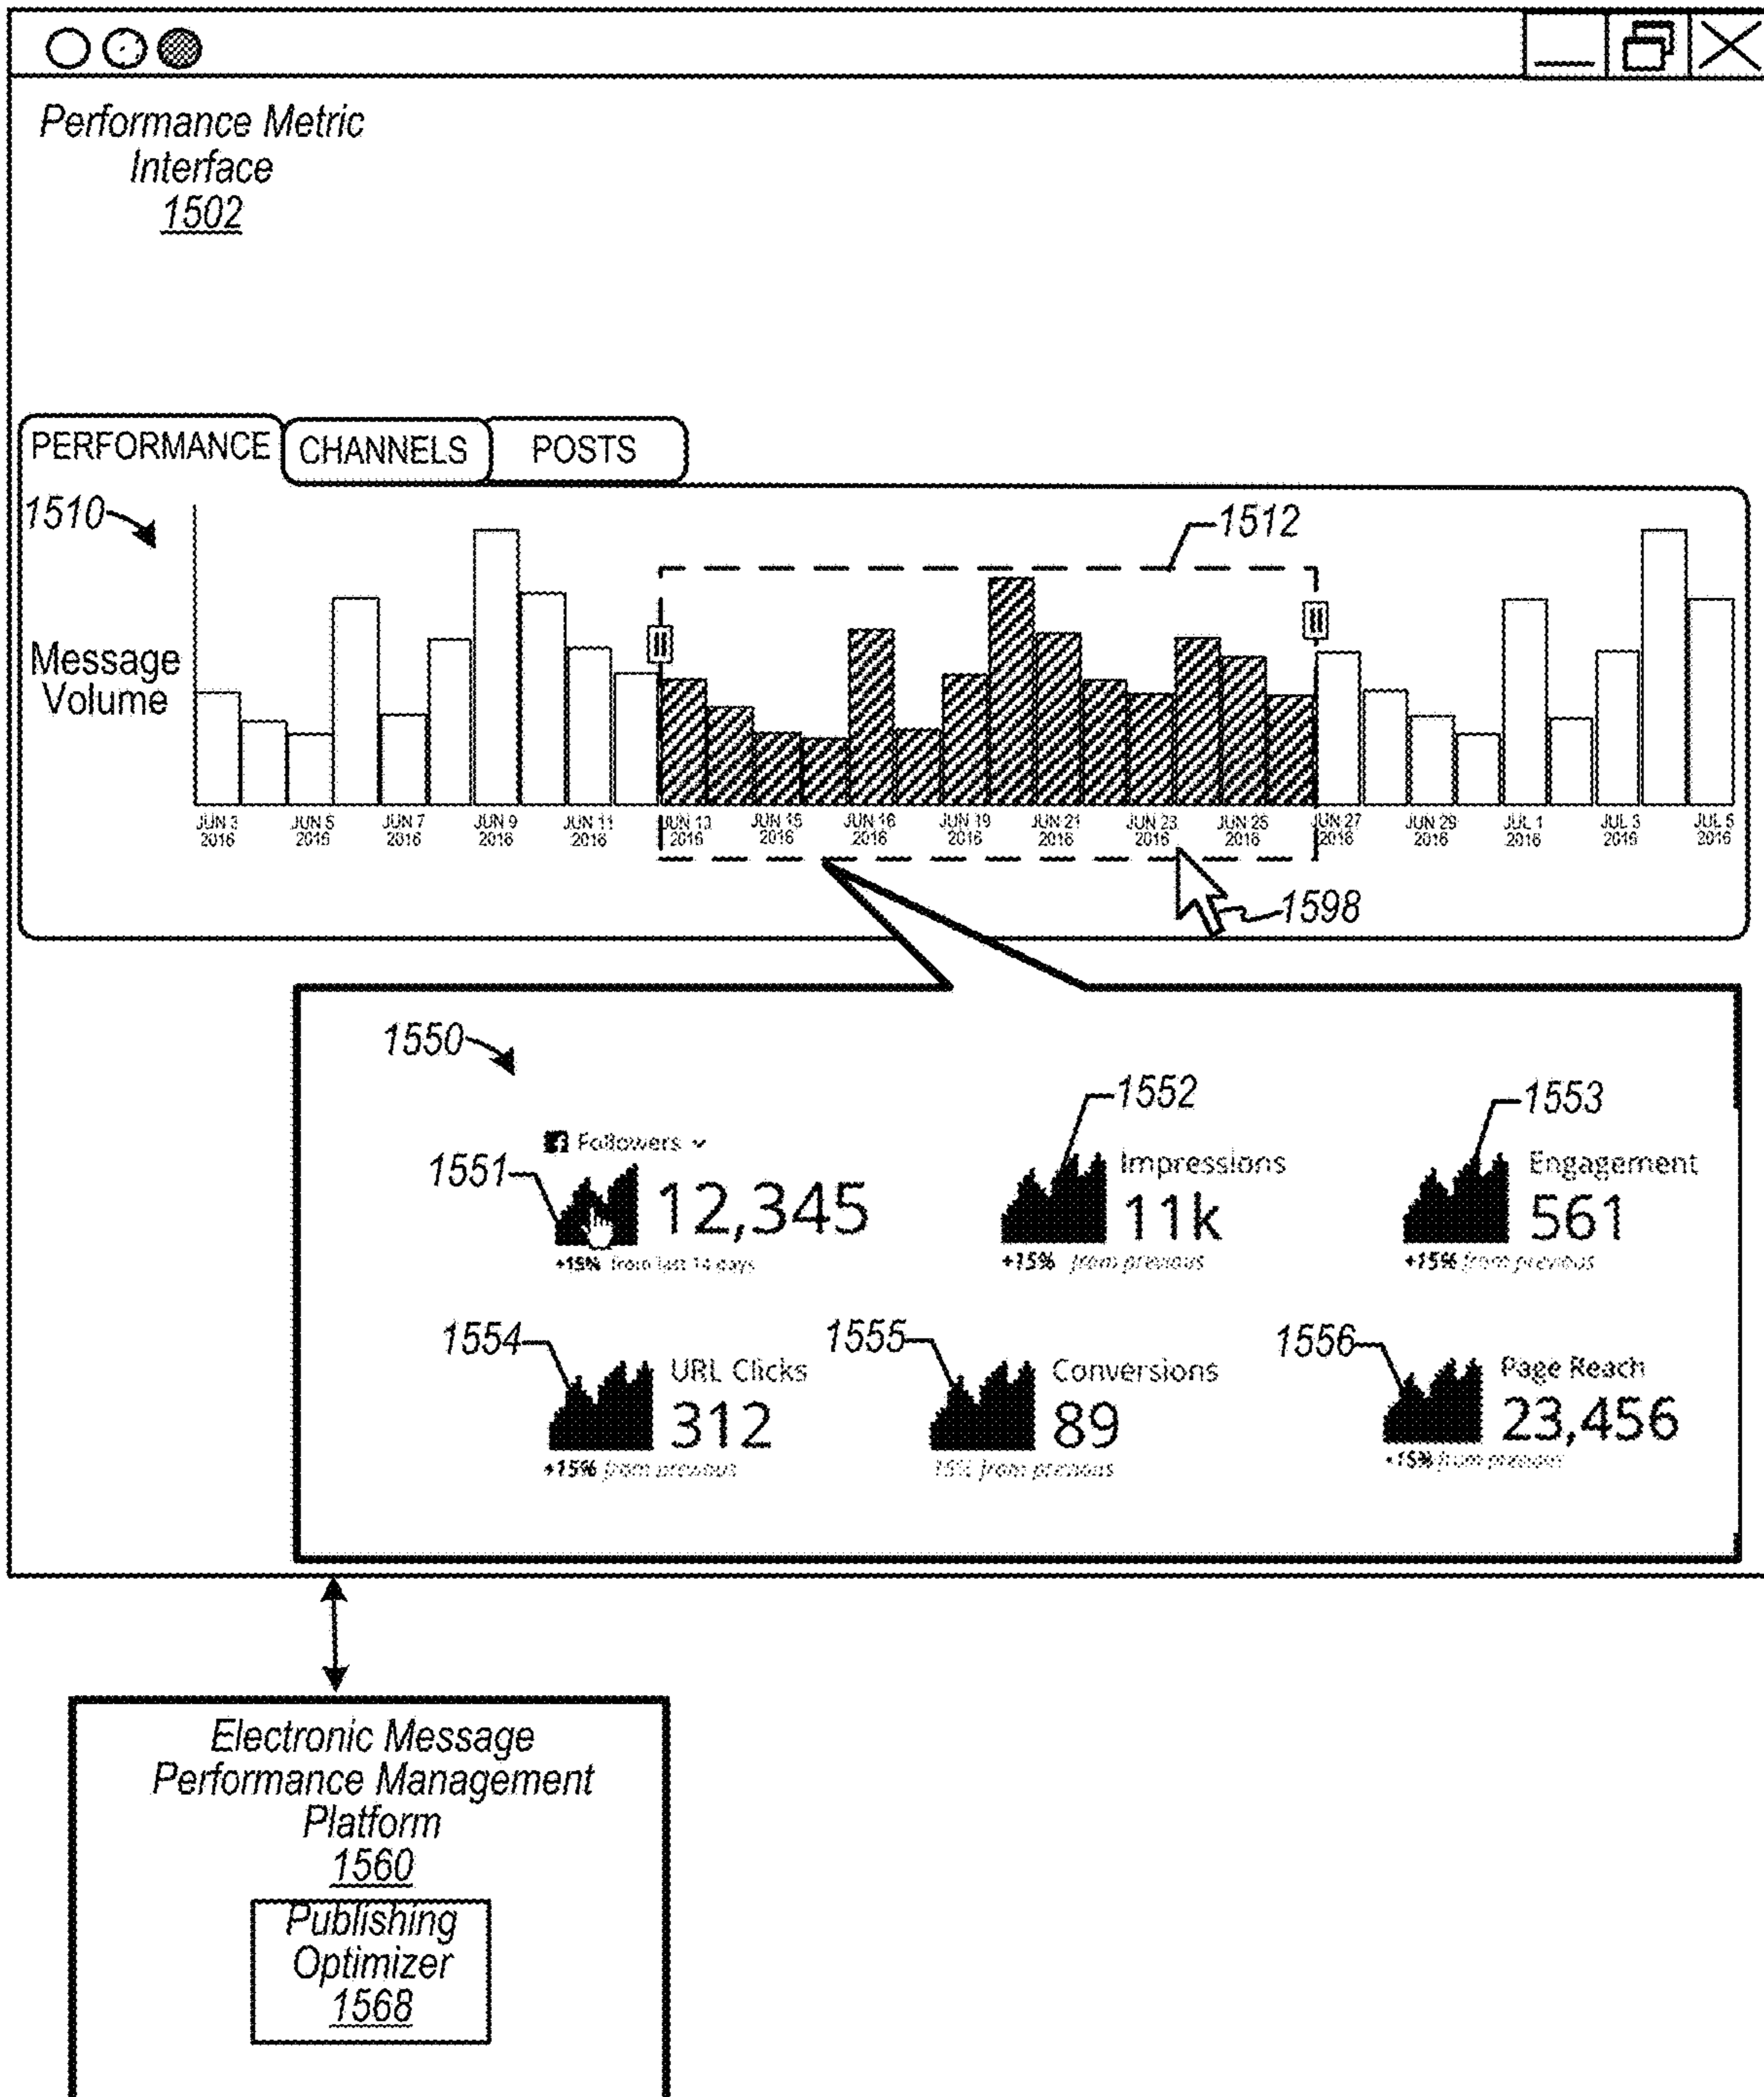 Performance Metric
Interface
1502
PERFORMANCE
CHANNELS
POSTS
1510
1512
Message
Volume
JUN 3 JUN 5 JUN 7 JUN 9 JUN 11 JUN 13 JUN 15 JUN 16 JUN 19 JUN 21 JUN 23 JUN 25 JUN 27 JUN 29 JUL 1 JUL 3 JUL 5
2016 2016 2016 2016 2016 2016 2016 2016 2016 2016 2016 2016 2016 2016 2016 2016 2016
1598
1550
1552
1553
Followers
1551
12,345
+15% from last 14 days
Impressions
11k
+15% from previous
Engagement
561
+15% from previous
1554
URL Clicks
312
+15% from previous
1555
Conversions
89
15% from previous
1556
Page Reach
23,456
+15% from previous
Electronic Message
Performance Management
Platform
1560
Publishing
Optimizer
1568